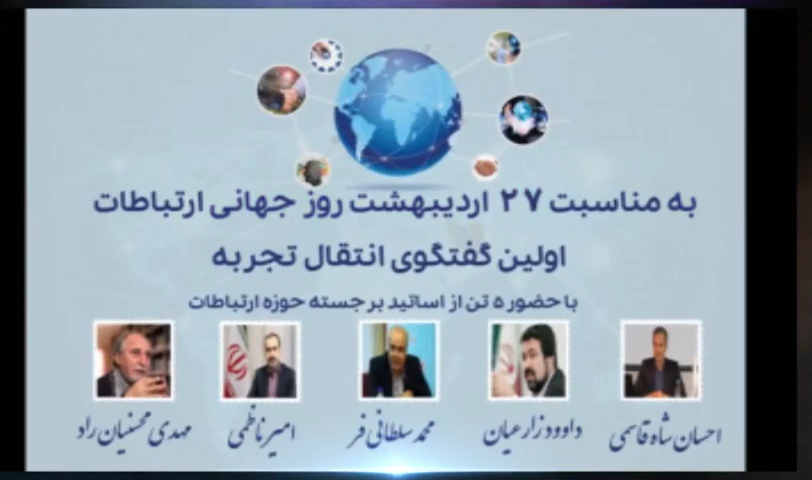 به مناسبت ۲۷ اردیبهشت روز جهانی ارتباطات
اولین گفتگوی انتقال تجربه
با حضور ۵ تن از اساتید برجسته حوزه ارتباطات
احسان شاه قاسمی داوود زارعیان محمد سلطانی فر امیر ناظمی مهدی محسنیان راد